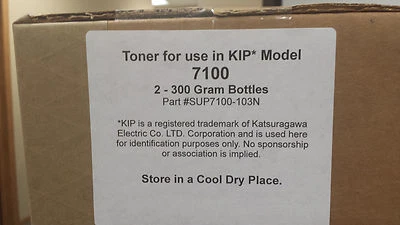 Toner for use in KIP* Model
7100
2 - 300 Gram Bottles
Part #SUP7100-103N
*KIP is a registered trademark of Katsuragawa
Electric Co. LTD. Corporation and is used here
for identification purposes only. No sponsorship
or association is implied.
Store in a Cool Dry Place.